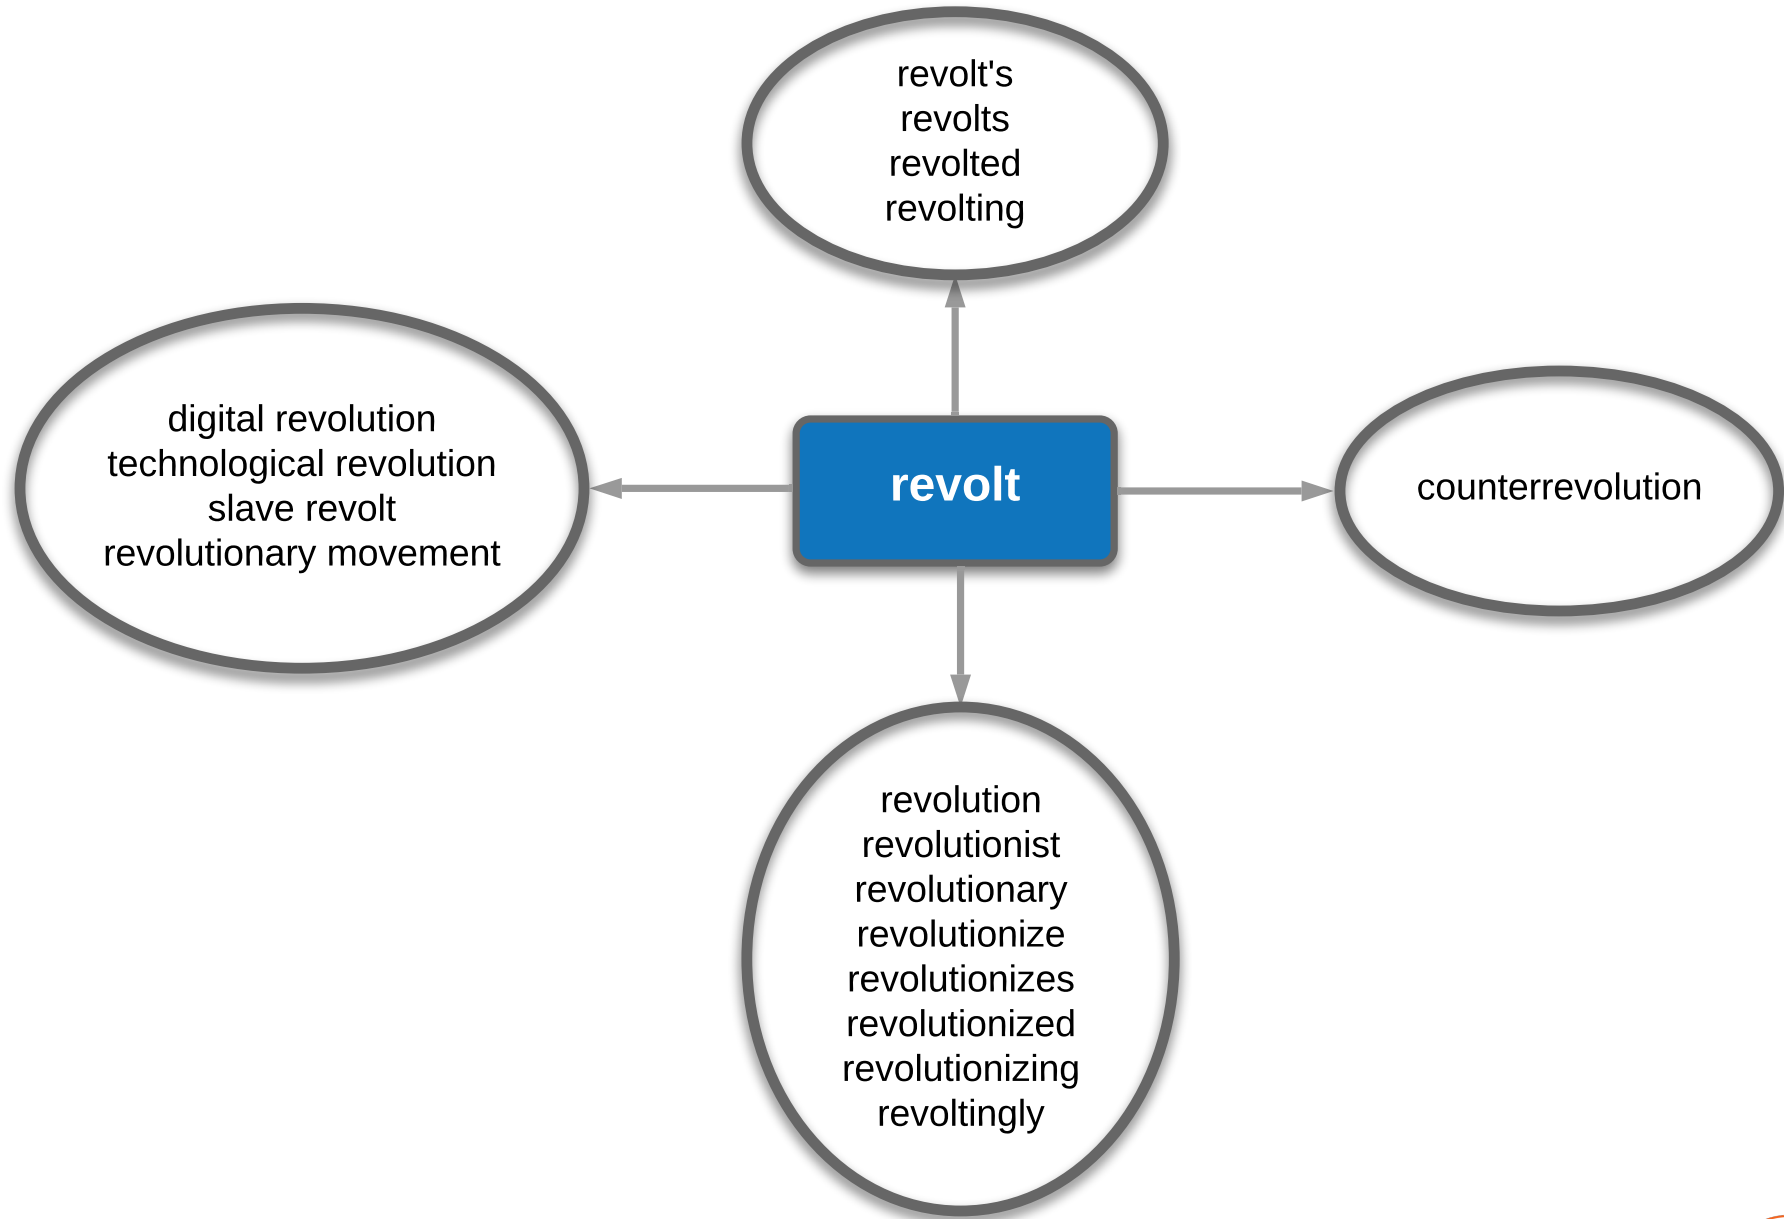 revolt's
revolts
revolted
revolting
digital revolution
technological revolution
slave revolt
revolutionary movement
revolt
counterrevolution
revolution
revolutionist
revolutionary
revolutionize
revolutionizes
revolutionized
revolutionizing
revoltingly